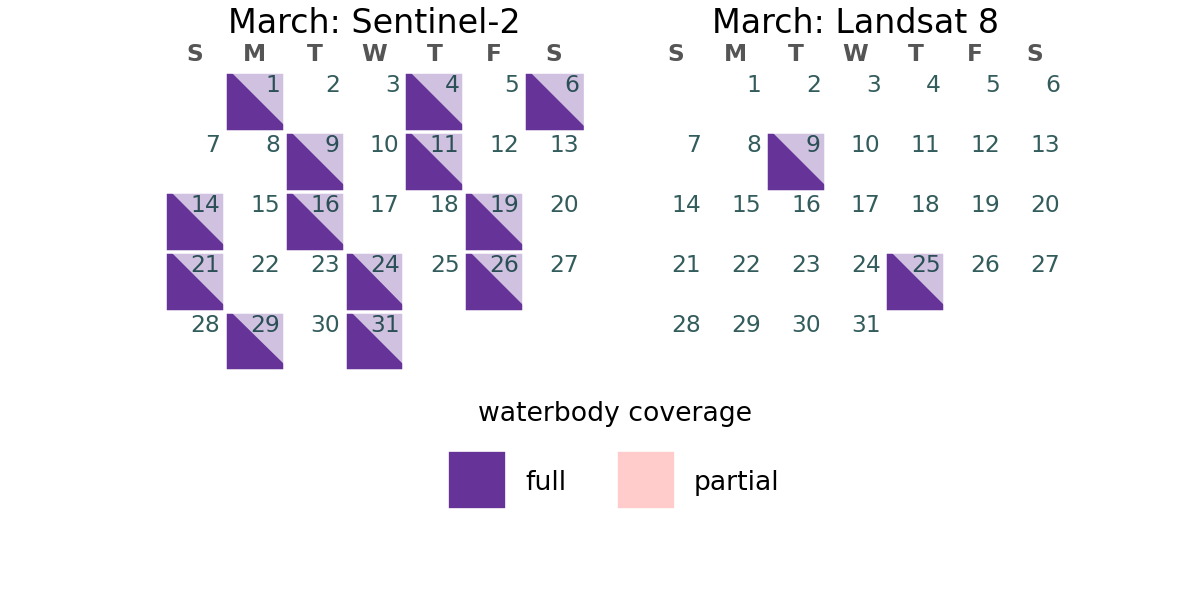 March: Sentinel-2
S M T W T F S
1 2 3 4 5 6
7 8 9 10 11 12 13
14 15 16 17 18 19 20
21 22 23 24 25 26 27
28 29 30 31
March: Landsat 8
S M T W T F S
1 2 3 4 5 6
7 8 9 10 11 12 13
14 15 16 17 18 19 20
21 22 23 24 25 26 27
28 29 30 31
waterbody coverage
full partial